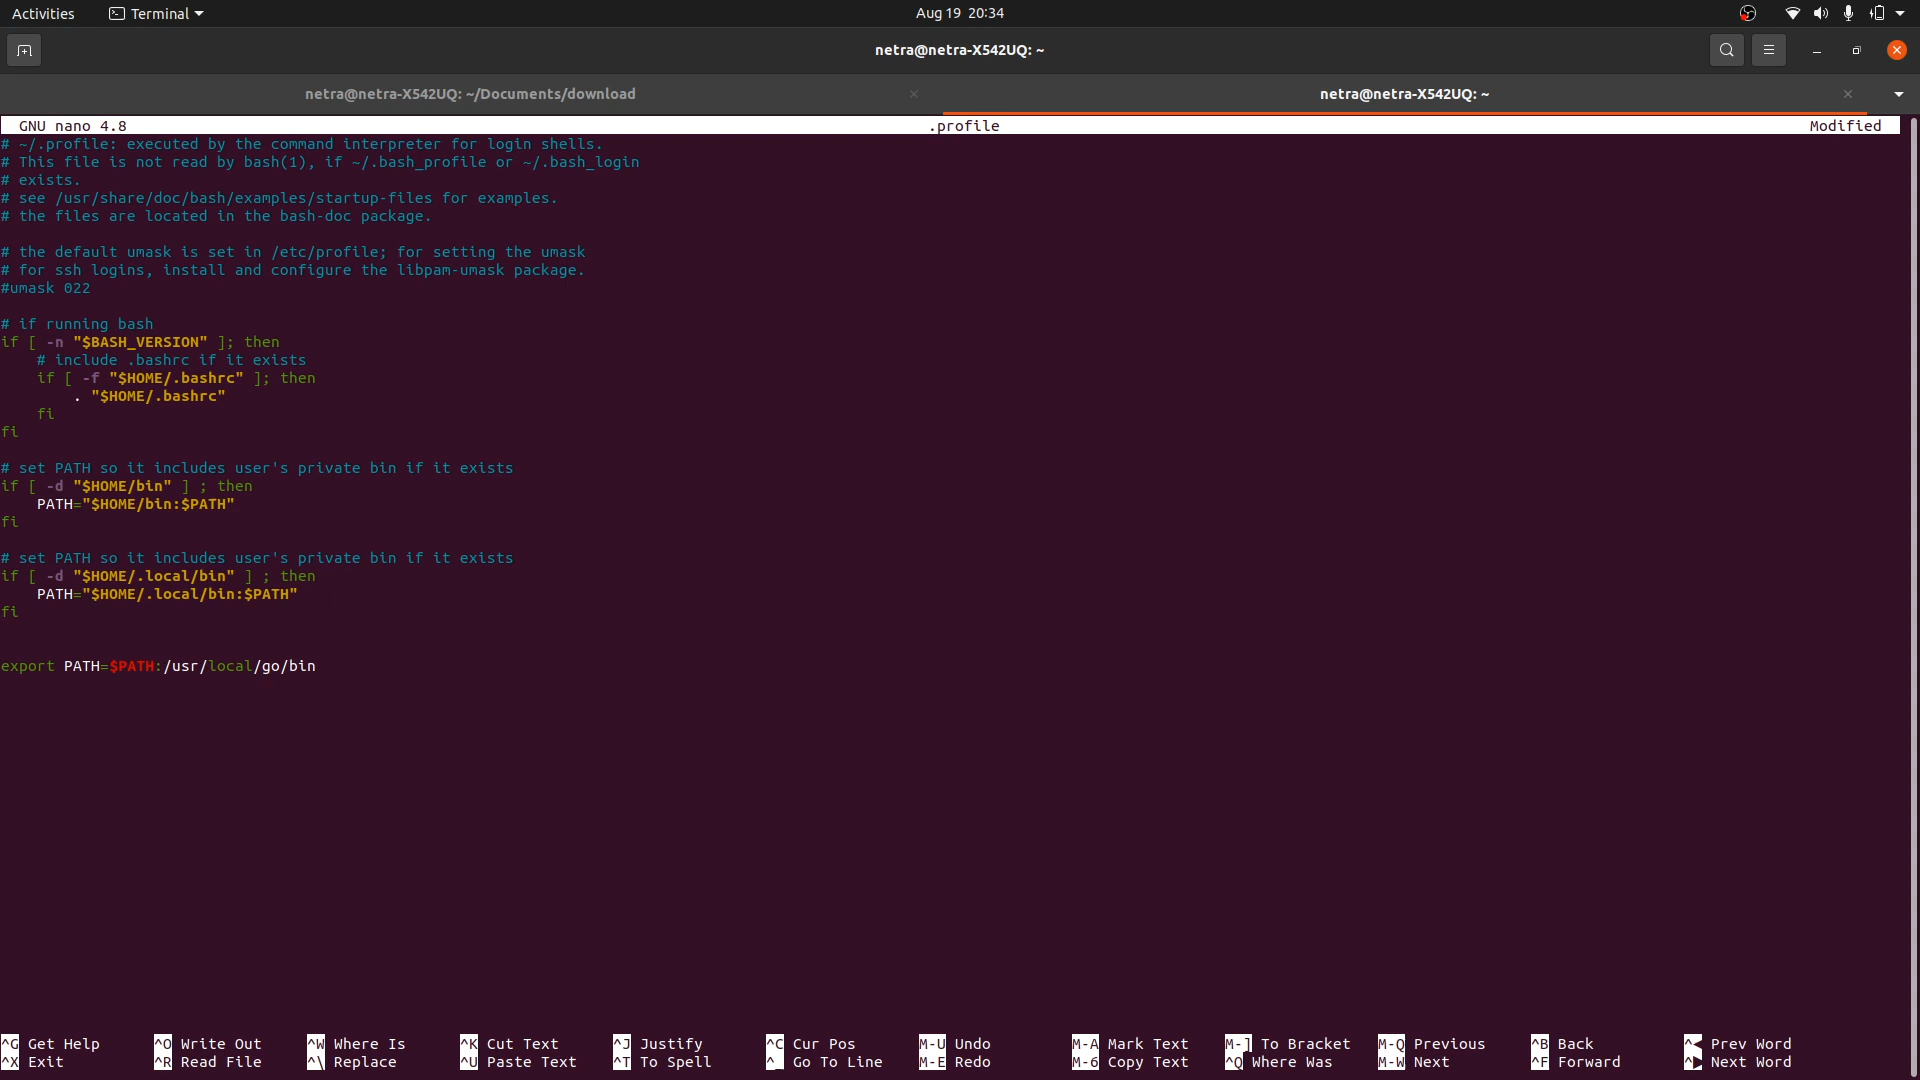 Activities Terminal Aug 19 20:34
netra@netra-X542UQ: ~
netra@netra-X542UQ: ~/Documents/download netra@netra-X542UQ: ~
GNU nano 4.8 .profile Modified
# ~/.profile: executed by the command interpreter for login shells.
# This file is not read by bash(1), if ~/.bash_profile or ~/.bash_login
# exists.
# see /usr/share/doc/bash/examples/startup-files for examples.
# the files are located in the bash-doc package.

# the default umask is set in /etc/profile; for setting the umask
# for ssh logins, install and configure the libpam-umask package.
#umask 022

# if running bash
if [ -n "$BASH_VERSION" ]; then
    # include .bashrc if it exists
    if [ -f "$HOME/.bashrc" ]; then
        . "$HOME/.bashrc"
    fi
fi

# set PATH so it includes user's private bin if it exists
if [ -d "$HOME/bin" ] ; then
    PATH="$HOME/bin:$PATH"
fi

# set PATH so it includes user's private bin if it exists
if [ -d "$HOME/.local/bin" ] ; then
    PATH="$HOME/.local/bin:$PATH"
fi

export PATH=$PATH:/usr/local/go/bin
^G Get Help ^O Write Out ^W Where Is ^K Cut Text ^J Justify ^C Cur Pos M-U Undo M-A Mark Text M-] To Bracket M-Q Previous ^B Back ^◀ Prev Word
^X Exit ^R Read File ^\ Replace ^U Paste Text ^T To Spell ^_ Go To Line M-E Redo M-6 Copy Text ^Q Where Was M-W Next ^F Forward ^▶ Next Word